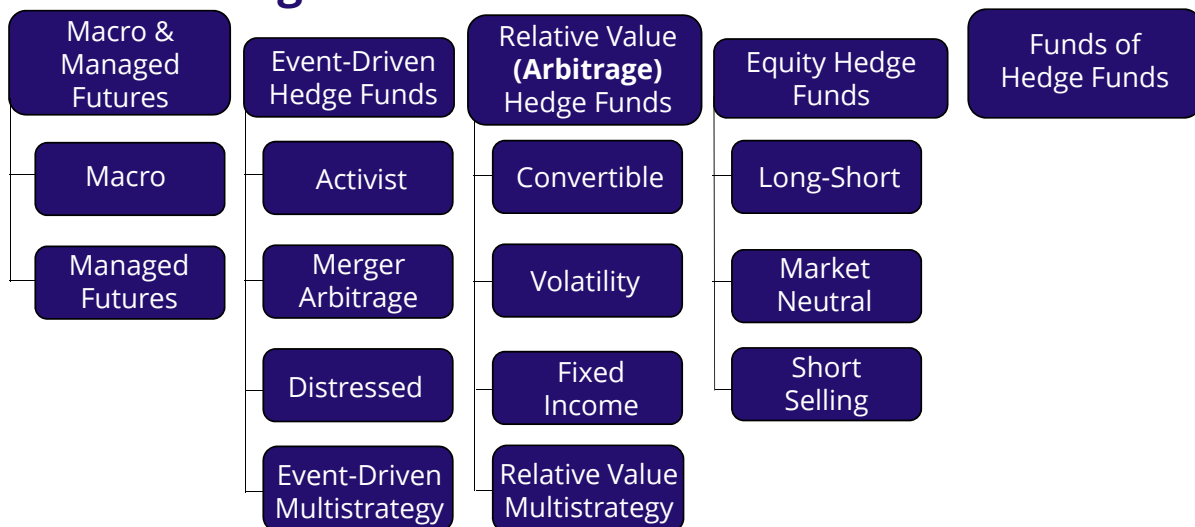 Macro &
Managed
Futures
Macro
Managed
Futures
Event-Driven
Hedge Funds
Activist
Merger
Arbitrage
Distressed
Event-Driven
Multistrategy
Relative Value
(Arbitrage)
Hedge Funds
Convertible
Volatility
Fixed
Income
Relative Value
Multistrategy
Equity Hedge
Funds
Long-Short
Market
Neutral
Short
Selling
Funds of
Hedge Funds